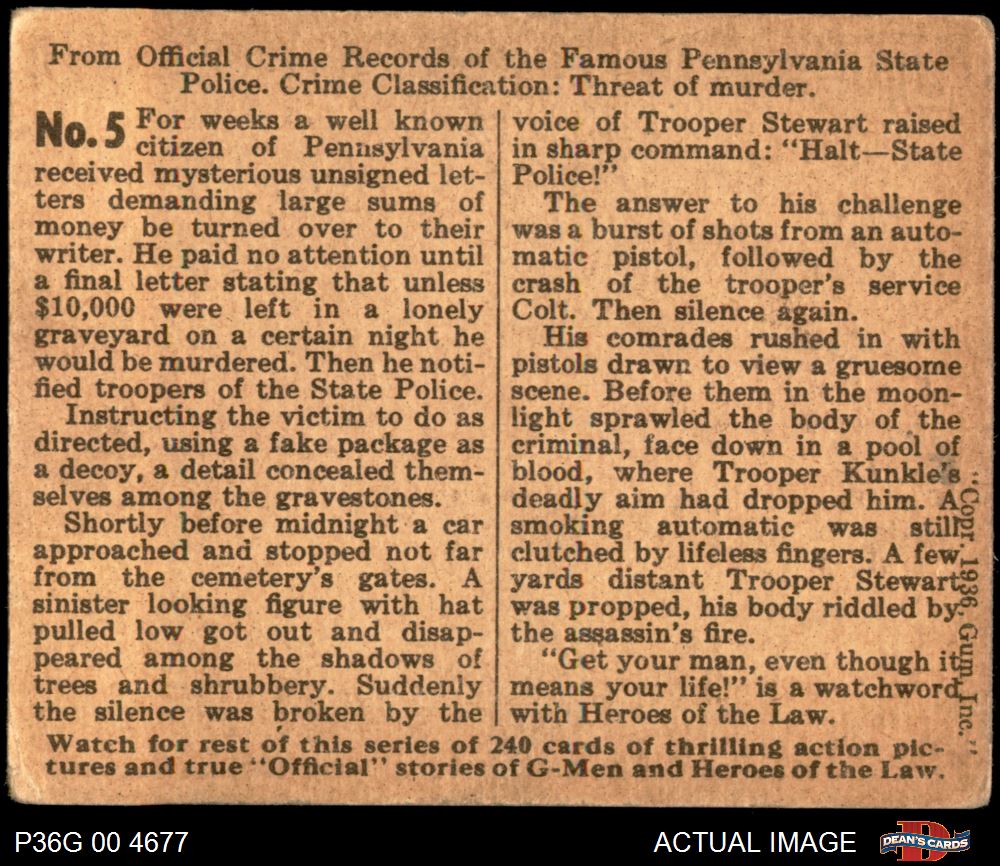 From Official Crime Records of the Famous Pennsylvania State
Police. Crime Classification: Threat of murder.
No. 5 For weeks a well known
citizen of Pennsylvania
received mysterious unsigned let-
ters demanding large sums of
money be turned over to their
writer. He paid no attention until
a final letter stating that unless
$10,000 were left in a lonely
graveyard on a certain night he
would be murdered. Then he noti-
fied troopers of the State Police.
Instructing the victim to do as
directed, using a fake package as
a decoy, a detail concealed them-
selves among the gravestones.
Shortly before midnight a car
approached and stopped not far
from the cemetery's gates. A
sinister looking figure with hat
pulled low got out and disap-
peared among the shadows of
trees and shrubbery. Suddenly
the silence was broken by the
voice of Trooper Stewart raised
in sharp command: "Halt—State
Police!"
The answer to his challenge
was a burst of shots from an auto-
matic pistol, followed by the
crash of the trooper's service
Colt. Then silence again.
His comrades rushed in with
pistols drawn to view a gruesome
scene. Before them in the moon-
light sprawled the body of the
criminal, face down in a pool of
blood, where Trooper Kunkle's
deadly aim had dropped him. A
smoking automatic was still
clutched by lifeless fingers. A few
yards distant Trooper Stewart
was propped, his body riddled by
the assassin's fire.
"Get your man, even though it
means your life!" is a watchword
with Heroes of the Law.
"Copr. 1936, Gum, Inc."
Watch for rest of this series of 240 cards of thrilling action pic-
tures and true "Official" stories of G-Men and Heroes of the Law.
P36G 00 4677
ACTUAL IMAGE
DEAN'S CARDS